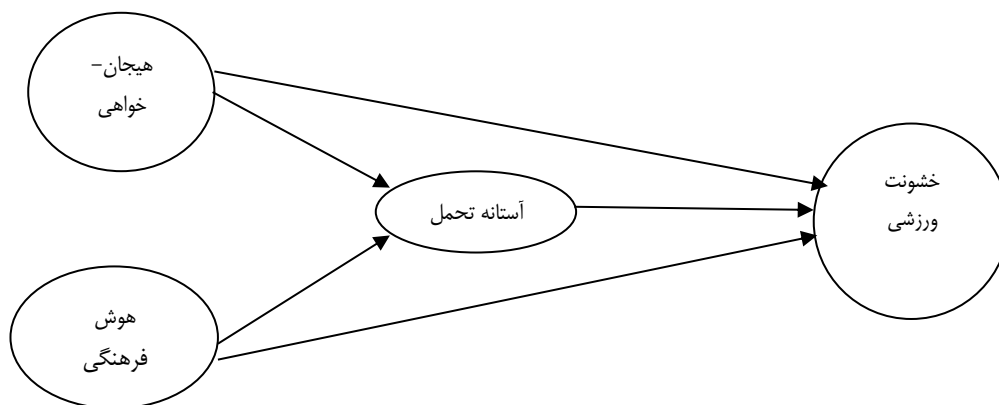 هیجان-
خواهی
آستانه تحمل
خشونت
ورزشی
هوش
فرهنگی